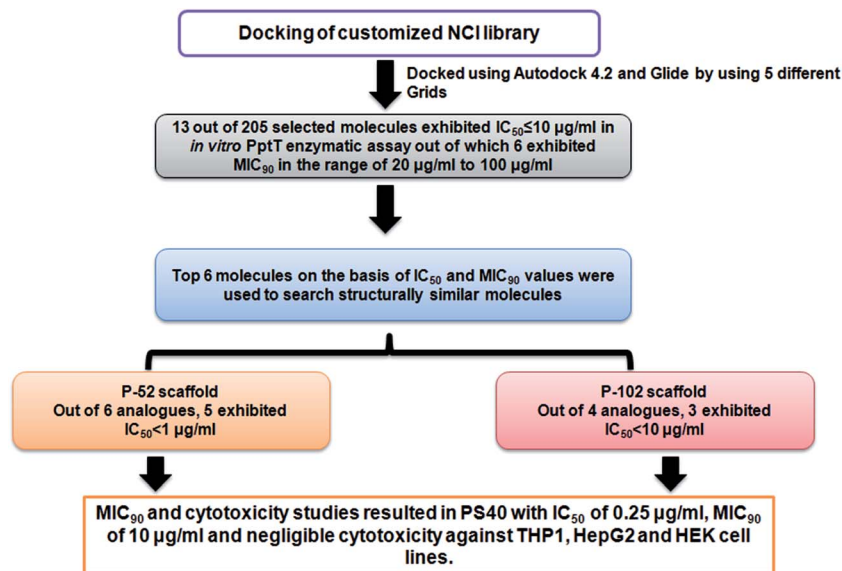 Docking of customized NCI library
Docked using Autodock 4.2 and Glide by using 5 different
Grids
13 out of 205 selected molecules exhibited IC50≤10 µg/ml in
in vitro PptT enzymatic assay out of which 6 exhibited
MIC90 in the range of 20 µg/ml to 100 µg/ml
Top 6 molecules on the basis of IC50 and MIC90 values were
used to search structurally similar molecules
P-52 scaffold
Out of 6 analogues, 5 exhibited
IC50<1 µg/ml
P-102 scaffold
Out of 4 analogues, 3 exhibited
IC50<10 µg/ml
MIC90 and cytotoxicity studies resulted in PS40 with IC50 of 0.25 µg/ml, MIC90
of 10 µg/ml and negligible cytotoxicity against THP1, HepG2 and HEK cell
lines.